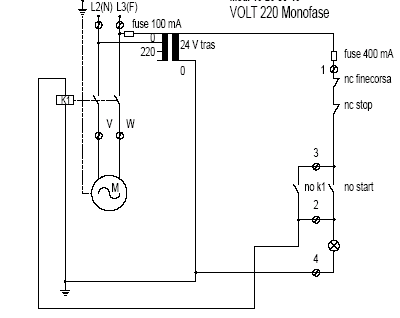 L2(N) L3(F)
VOLT 220 Monofase
fuse 100 mA
0
220
24 V tras
0
fuse 400 mA
1
nc finecorsa
nc stop
K1
V W
3
M
no k1
no start
2
4